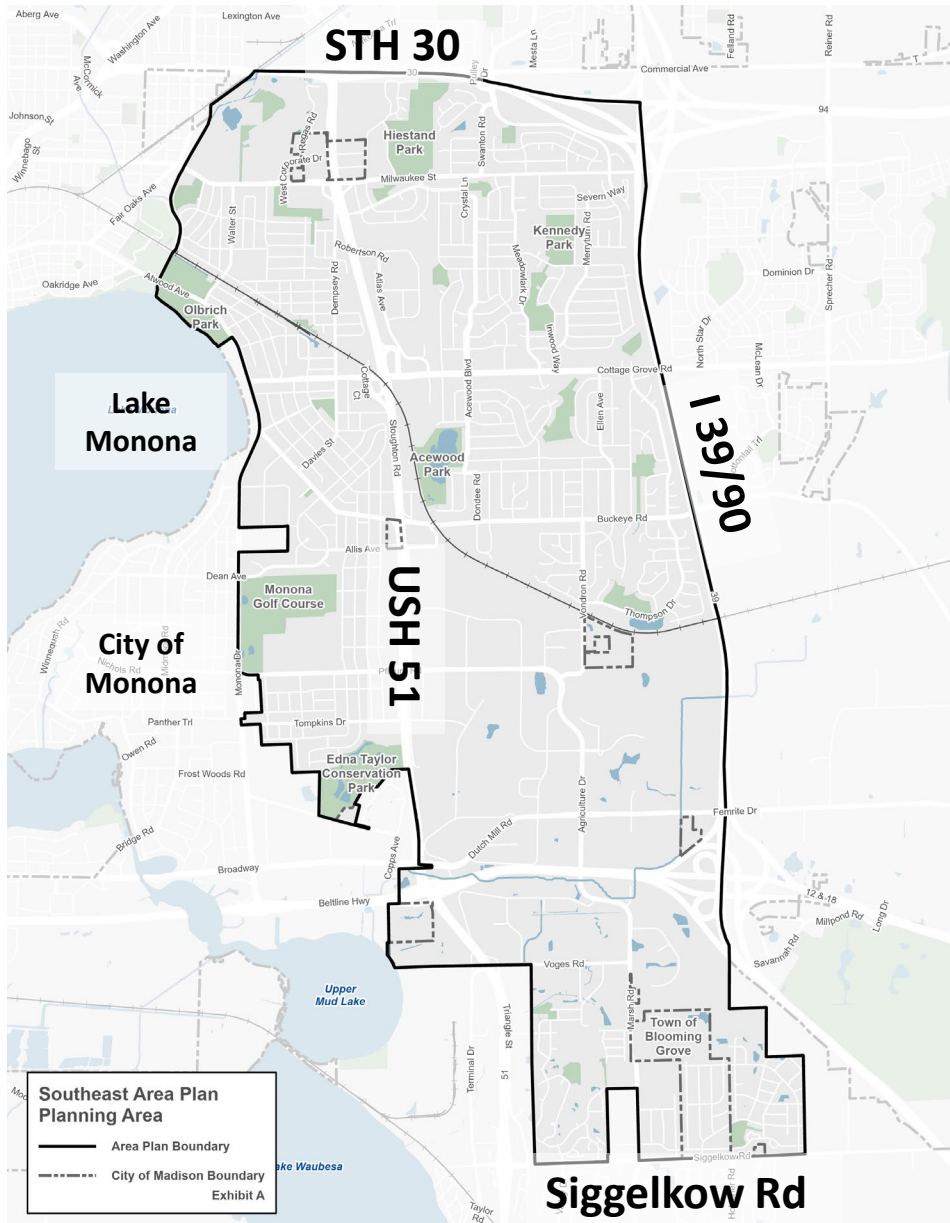 Aberg Ave
Lexington Ave
Washington Ave
McCormick
Ave
STH 30
30
Mesta Ln
Felland Rd
Reiner Rd
Commercial Ave
T
94
Johnson St
Winnebago
St
Regas Rd
Hiestand
Park
Swanton Rd
Milwaukee St
Fair Oaks Ave
Walter St
Crystal Ln
Severn Way
Kennedy
Park
Merryturn Rd
Sprecher Rd
Robertson Rd
Dempsey Rd
Atlas Ave
Meadowlark Dr
Dominion Dr
Oakridge Ave
Atwood Ave
Olbrich
Park
Inwood Way
North Star Dr
McLean Dr
Cottage Grove Rd
Lake
Monona
Cottage
Ct
Acewood Blvd
Ellen Ave
I 39/90
Davies St
Stoughton Rd
Acewood
Park
Dondee Rd
Buckeye Rd
Allis Ave
Dean Ave
Monona
Golf Course
USH 51
Vondron Rd
Thompson Dr
39
Winnequah Rd
City of
Monona
Nichols Rd
Monona Dr
Panther Trl
Tompkins Dr
Owen Rd
Frost Woods Rd
Edna Taylor
Conservation
Park
Agriculture Dr
Femrite Dr
Bridge Rd
Dutch Mill Rd
Broadway
Copps Ave
Beltline Hwy
12 & 18
Millpond Rd
Long Dr
Savannah Rd
Voges Rd
Upper
Mud Lake
Marsh Rd
Triangle St
Town of
Blooming
Grove
Terminal Dr
51
Southeast Area Plan
Planning Area
Area Plan Boundary
City of Madison Boundary
Exhibit A
Siggelkow Rd
Taylor
Rd
Siggelkow Rd